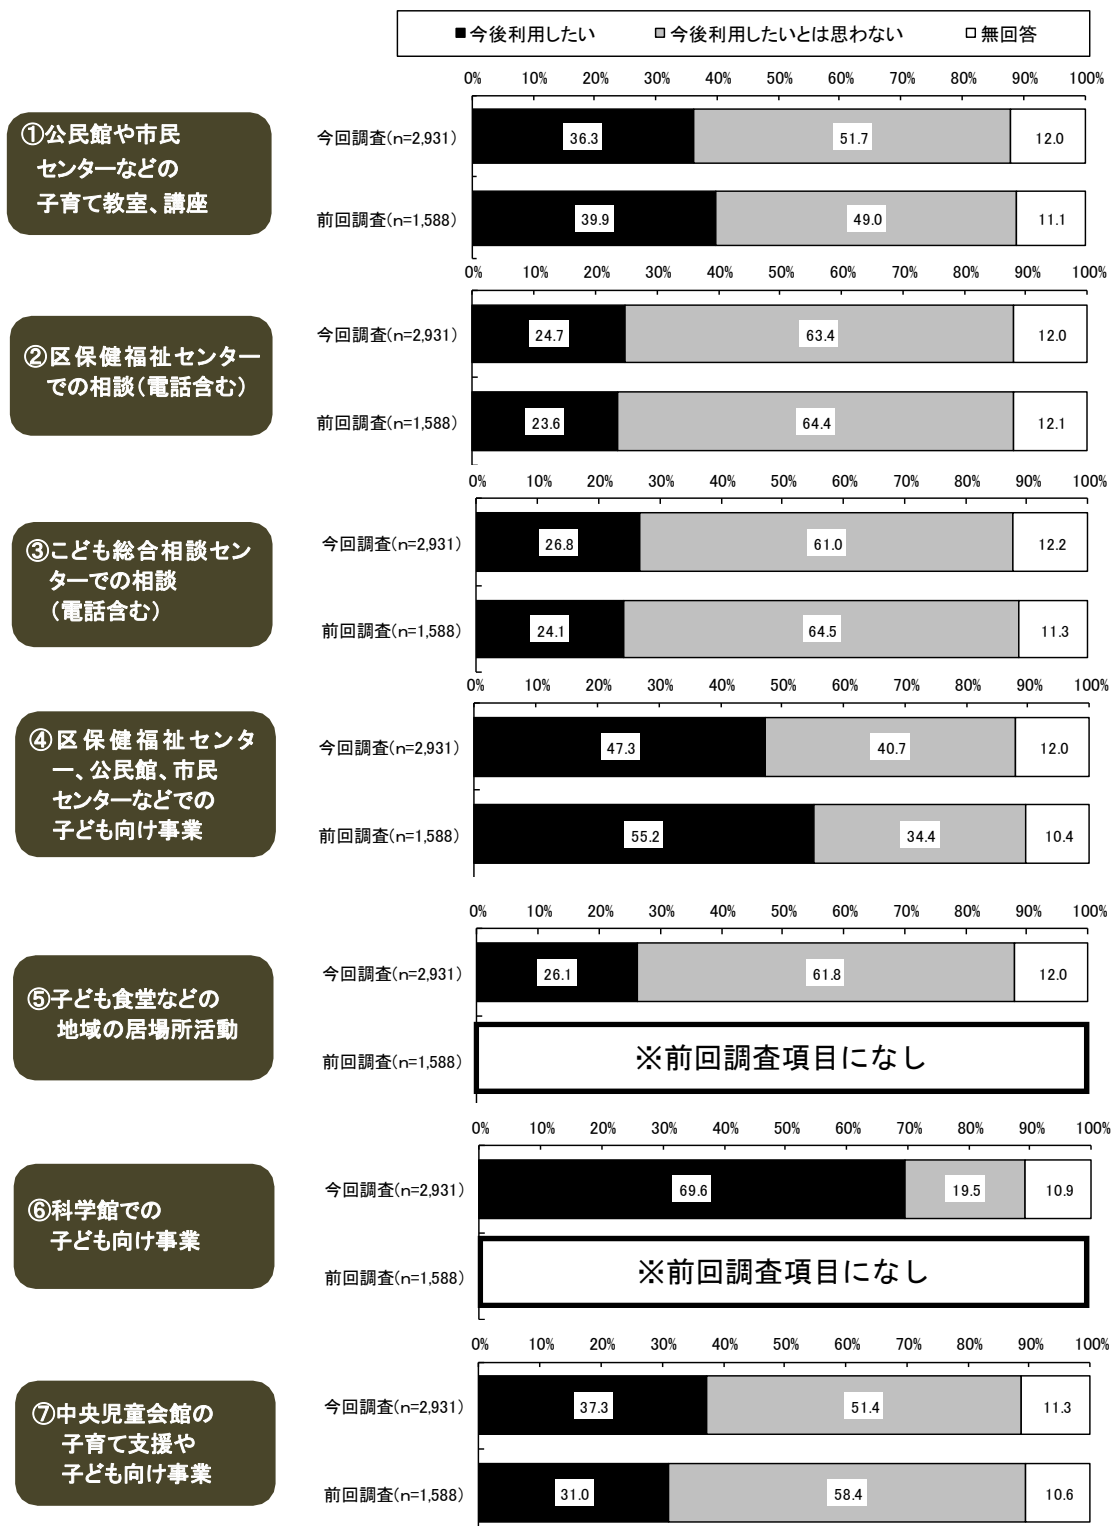 ■今後利用したい ■今後利用したいとは思わない □無回答
0% 10% 20% 30% 40% 50% 60% 70% 80% 90% 100%
①公民館や市民
センターなどの
子育て教室、講座
今回調査(n=2,931) 36.3 51.7 12.0
前回調査(n=1,588) 39.9 49.0 11.1
0% 10% 20% 30% 40% 50% 60% 70% 80% 90% 100%
②区保健福祉センター
での相談(電話含む)
今回調査(n=2,931) 24.7 63.4 12.0
前回調査(n=1,588) 23.6 64.4 12.1
0% 10% 20% 30% 40% 50% 60% 70% 80% 90% 100%
③こども総合相談セン
ターでの相談
(電話含む)
今回調査(n=2,931) 26.8 61.0 12.2
前回調査(n=1,588) 24.1 64.5 11.3
0% 10% 20% 30% 40% 50% 60% 70% 80% 90% 100%
④区保健福祉センタ
ー、公民館、市民
センターなどでの
子ども向け事業
今回調査(n=2,931) 47.3 40.7 12.0
前回調査(n=1,588) 55.2 34.4 10.4
0% 10% 20% 30% 40% 50% 60% 70% 80% 90% 100%
⑤子ども食堂などの
地域の居場所活動
今回調査(n=2,931) 26.1 61.8 12.0
前回調査(n=1,588) ※前回調査項目になし
0% 10% 20% 30% 40% 50% 60% 70% 80% 90% 100%
⑥科学館での
子ども向け事業
今回調査(n=2,931) 69.6 19.5 10.9
前回調査(n=1,588) ※前回調査項目になし
0% 10% 20% 30% 40% 50% 60% 70% 80% 90% 100%
⑦中央児童会館の
子育て支援や
子ども向け事業
今回調査(n=2,931) 37.3 51.4 11.3
前回調査(n=1,588) 31.0 58.4 10.6